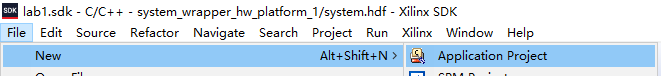 SDK lab1.sdk - C/C++ - system_wrapper_hw_platform_1/system.hdf - Xilinx SDK
File Edit Source Refactor Navigate Search Project Run Xilinx Window Help
New Alt+Shift+N > Application Project